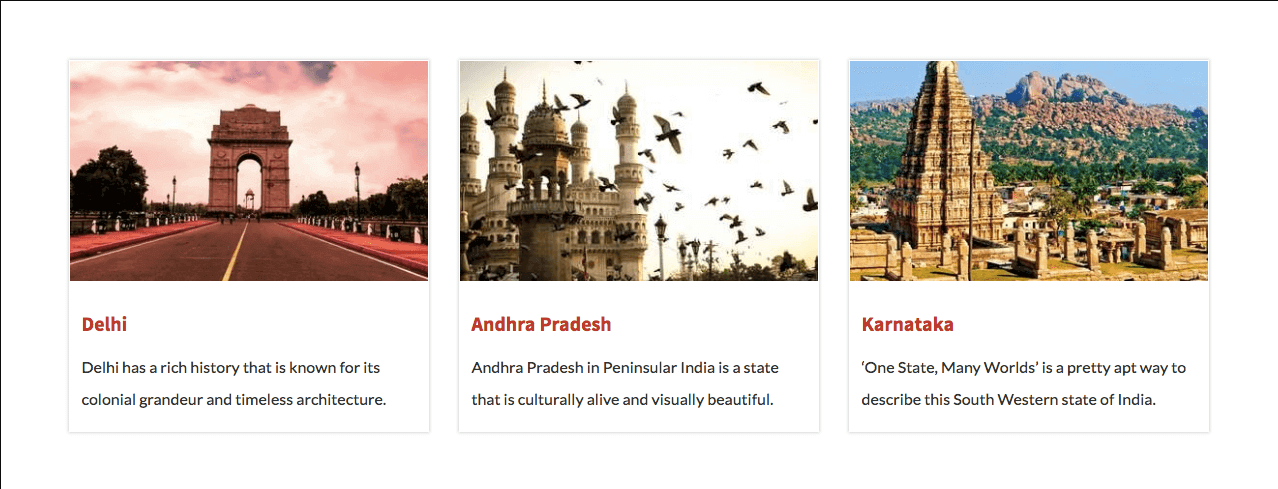 Delhi
Delhi has a rich history that is known for its
colonial grandeur and timeless architecture.
Andhra Pradesh
Andhra Pradesh in Peninsular India is a state
that is culturally alive and visually beautiful.
Karnataka
‘One State, Many Worlds’ is a pretty apt way to
describe this South Western state of India.